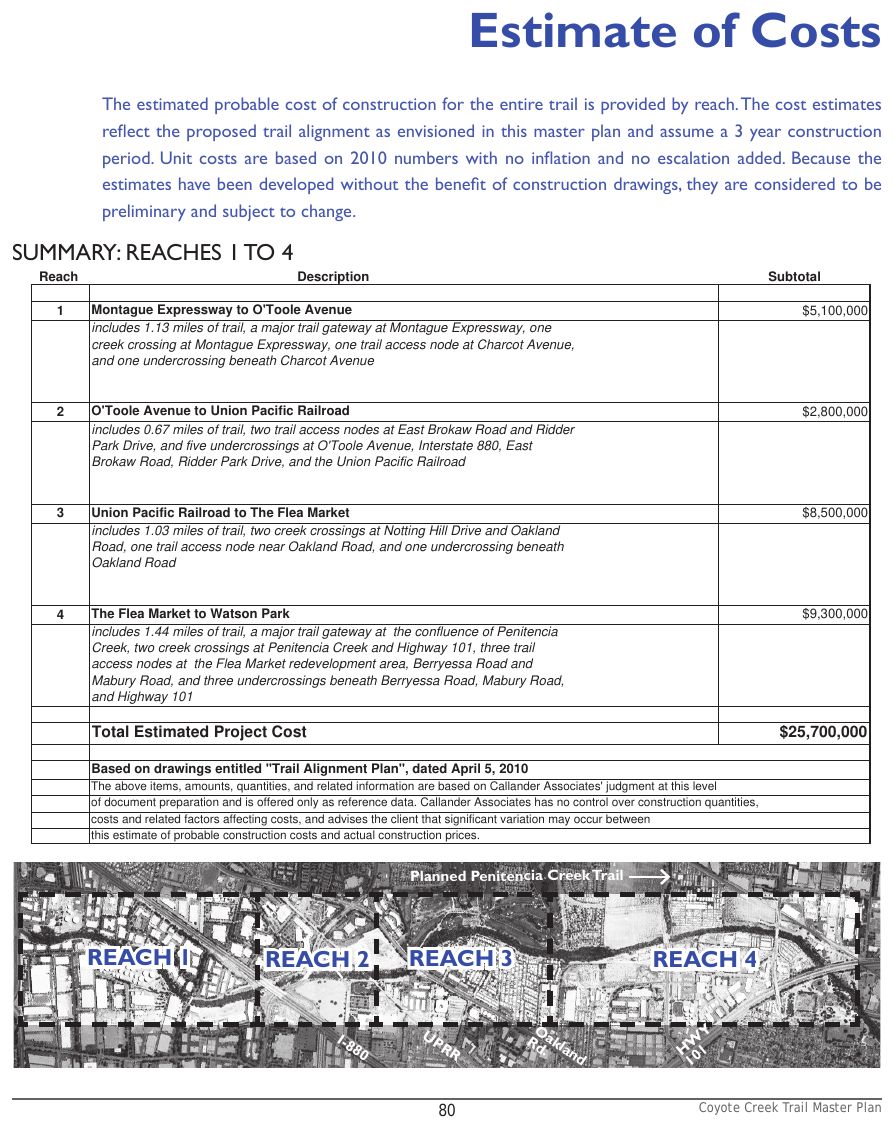 Estimate of Costs
The estimated probable cost of construction for the entire trail is provided by reach. The cost estimates
reflect the proposed trail alignment as envisioned in this master plan and assume a 3 year construction
period. Unit costs are based on 2010 numbers with no inflation and no escalation added. Because the
estimates have been developed without the benefit of construction drawings, they are considered to be
preliminary and subject to change.
SUMMARY: REACHES 1 TO 4
Reach Description Subtotal
1 Montague Expressway to O'Toole Avenue $5,100,000
includes 1.13 miles of trail, a major trail gateway at Montague Expressway, one
creek crossing at Montague Expressway, one trail access node at Charcot Avenue,
and one undercrossing beneath Charcot Avenue
2 O'Toole Avenue to Union Pacific Railroad $2,800,000
includes 0.67 miles of trail, two trail access nodes at East Brokaw Road and Ridder
Park Drive, and five undercrossings at O'Toole Avenue, Interstate 880, East
Brokaw Road, Ridder Park Drive, and the Union Pacific Railroad
3 Union Pacific Railroad to The Flea Market $8,500,000
includes 1.03 miles of trail, two creek crossings at Notting Hill Drive and Oakland
Road, one trail access node near Oakland Road, and one undercrossing beneath
Oakland Road
4 The Flea Market to Watson Park $9,300,000
includes 1.44 miles of trail, a major trail gateway at  the confluence of Penitencia
Creek, two creek crossings at Penitencia Creek and Highway 101, three trail
access nodes at  the Flea Market redevelopment area, Berryessa Road and
Mabury Road, and three undercrossings beneath Berryessa Road, Mabury Road,
and Highway 101
Total Estimated Project Cost $25,700,000
Based on drawings entitled "Trail Alignment Plan", dated April 5, 2010
The above items, amounts, quantities, and related information are based on Callander Associates' judgment at this level
of document preparation and is offered only as reference data. Callander Associates has no control over construction quantities,
costs and related factors affecting costs, and advises the client that significant variation may occur between
this estimate of probable construction costs and actual construction prices.
Planned Penitencia Creek Trail
REACH 1 REACH 2 REACH 3 REACH 4
I-880
UPRR
Oakland
Rd.
HWY
101
80
Coyote Creek Trail Master Plan